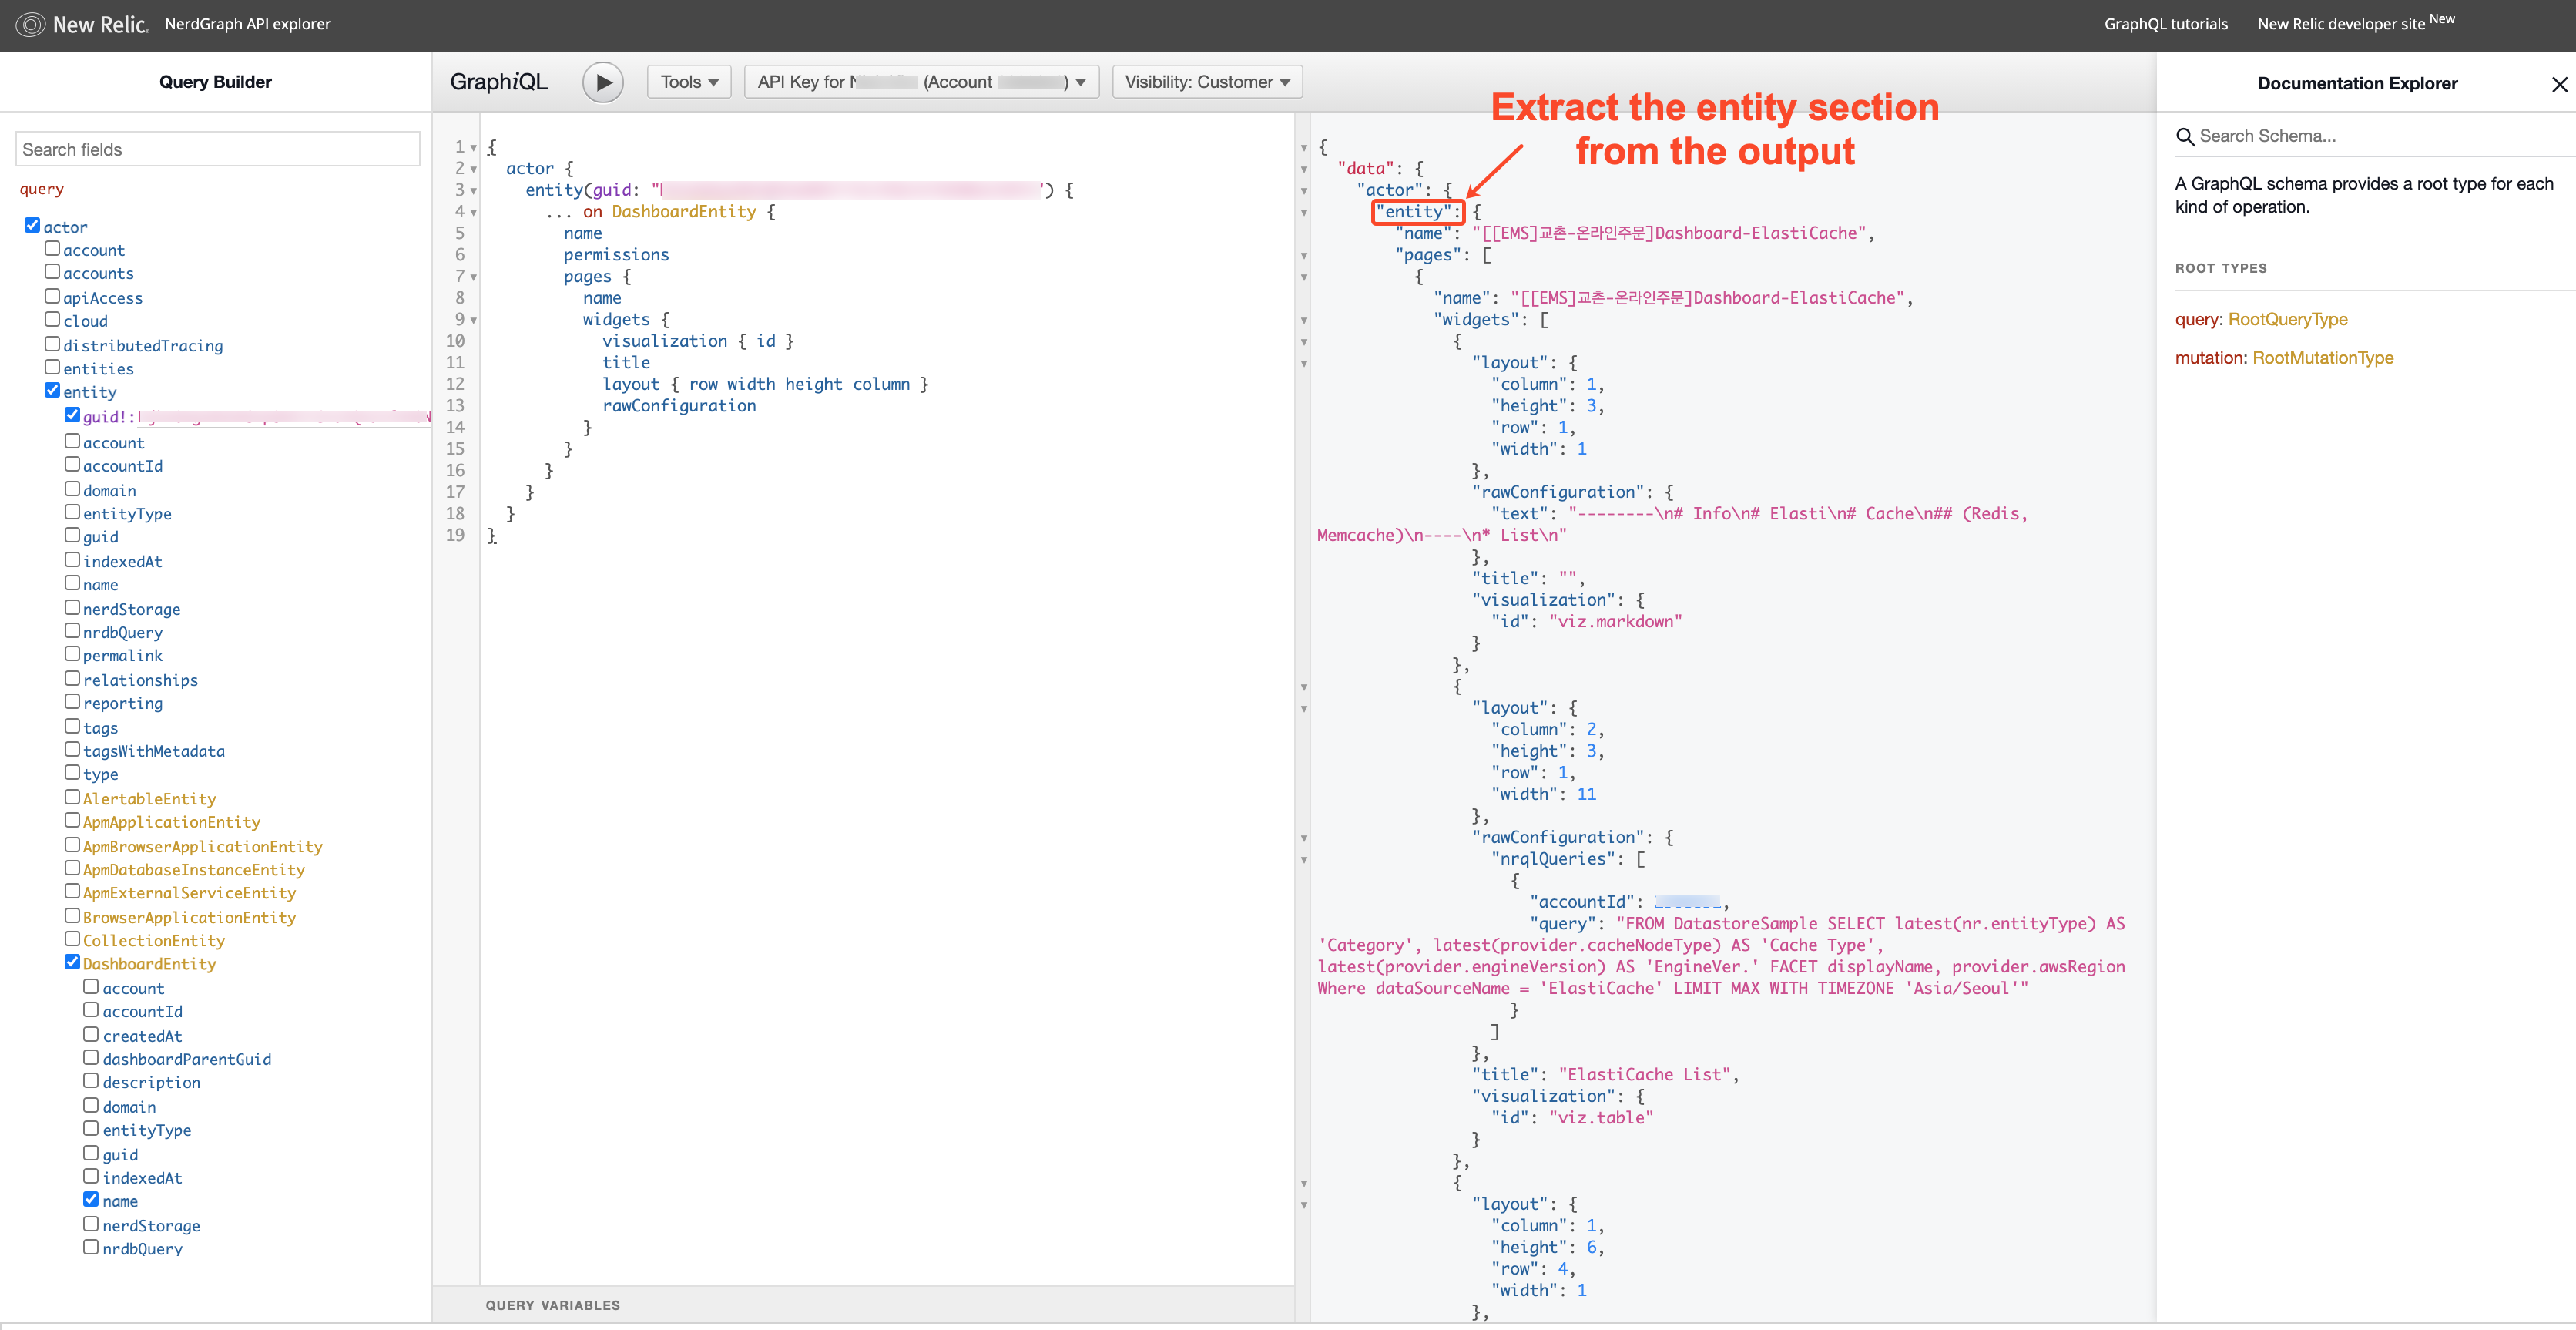 New Relic. NerdGraph API explorer
GraphQL tutorials
New Relic developer site New
Query Builder
Search fields
query
actor
account
accounts
apiAccess
cloud
distributedTracing
entities
entity
guid!:
account
accountId
domain
entityType
guid
indexedAt
name
nerdStorage
nrdbQuery
permalink
relationships
reporting
tags
tagsWithMetadata
type
AlertableEntity
ApmApplicationEntity
ApmBrowserApplicationEntity
ApmDatabaseInstanceEntity
ApmExternalServiceEntity
BrowserApplicationEntity
CollectionEntity
DashboardEntity
account
accountId
createdAt
dashboardParentGuid
description
domain
entityType
guid
indexedAt
name
nerdStorage
nrdbQuery
GraphiQL
Tools
API Key for (Account )
Visibility: Customer
1 {
2 actor {
3 entity(guid: " ") {
4 ... on DashboardEntity {
5 name
6 permissions
7 pages {
8 name
9 widgets {
10 visualization { id }
11 title
12 layout { row width height column }
13 rawConfiguration
14 }
15 }
16 }
17 }
18 }
19 }
QUERY VARIABLES
Extract the entity section
from the output
{
"data": {
"actor": {
"entity": {
"name": "[[EMS]교촌-온라인주문]Dashboard-ElastiCache",
"pages": [
{
"name": "[[EMS]교촌-온라인주문]Dashboard-ElastiCache",
"widgets": [
{
"layout": {
"column": 1,
"height": 3,
"row": 1,
"width": 1
},
"rawConfiguration": {
"text": "--------\n# Info\n# Elasti\n# Cache\n## (Redis,
Memcache)\n----\n* List\n"
},
"title": "",
"visualization": {
"id": "viz.markdown"
}
},
{
"layout": {
"column": 2,
"height": 3,
"row": 1,
"width": 11
},
"rawConfiguration": {
"nrqlQueries": [
{
"accountId": ,
"query": "FROM DatastoreSample SELECT latest(nr.entityType) AS
'Category', latest(provider.cacheNodeType) AS 'Cache Type',
latest(provider.engineVersion) AS 'EngineVer.' FACET displayName, provider.awsRegion
Where dataSourceName = 'ElastiCache' LIMIT MAX WITH TIMEZONE 'Asia/Seoul'"
}
]
},
"title": "ElastiCache List",
"visualization": {
"id": "viz.table"
}
},
{
"layout": {
"column": 1,
"height": 6,
"row": 4,
"width": 1
},
Documentation Explorer
Search Schema...
A GraphQL schema provides a root type for each
kind of operation.
ROOT TYPES
query: RootQueryType
mutation: RootMutationType